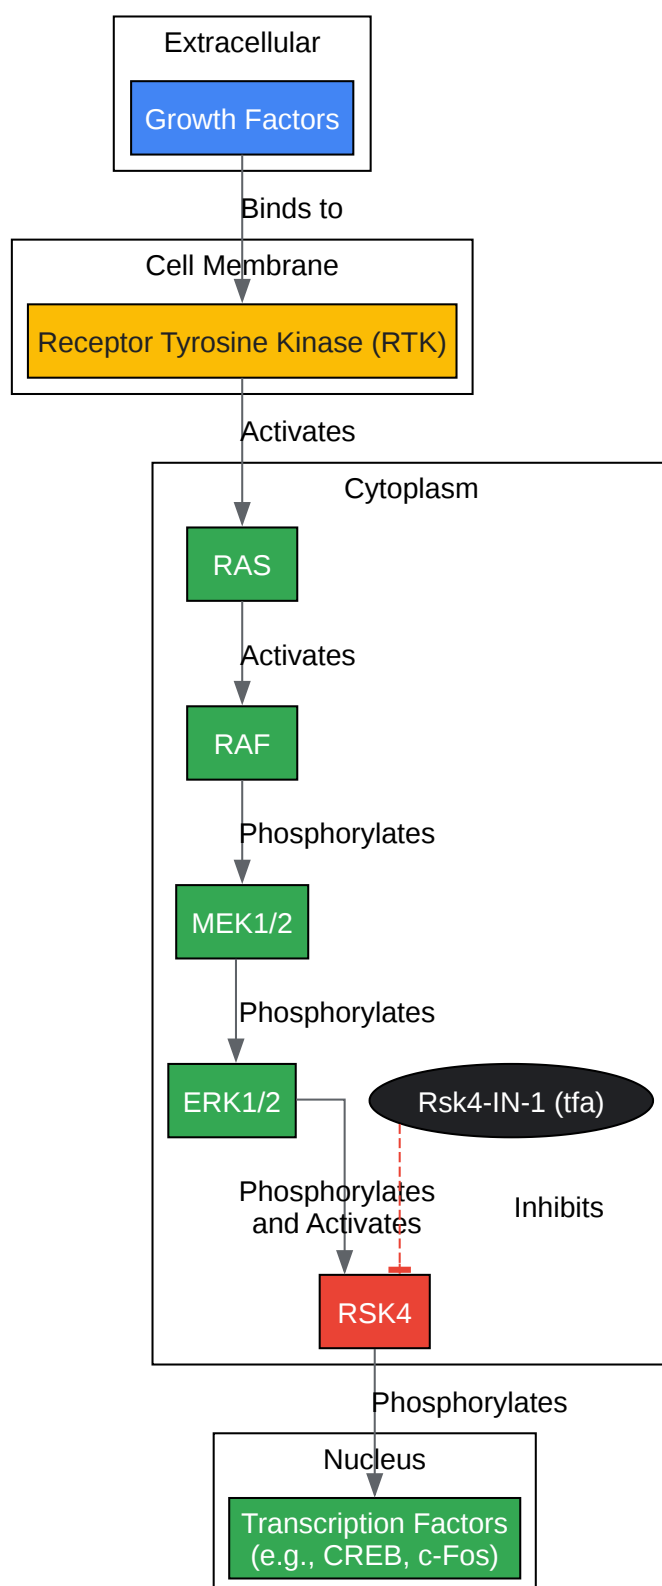 Extracellular
Growth Factors
Binds to
Cell Membrane
Receptor Tyrosine Kinase (RTK)
Activates
Cytoplasm
RAS
Activates
RAF
Phosphorylates
MEK1/2
Phosphorylates
ERK1/2
Rsk4-IN-1 (tfa)
Phosphorylates
and Activates
Inhibits
RSK4
Phosphorylates
Nucleus
Transcription Factors
(e.g., CREB, c-Fos)